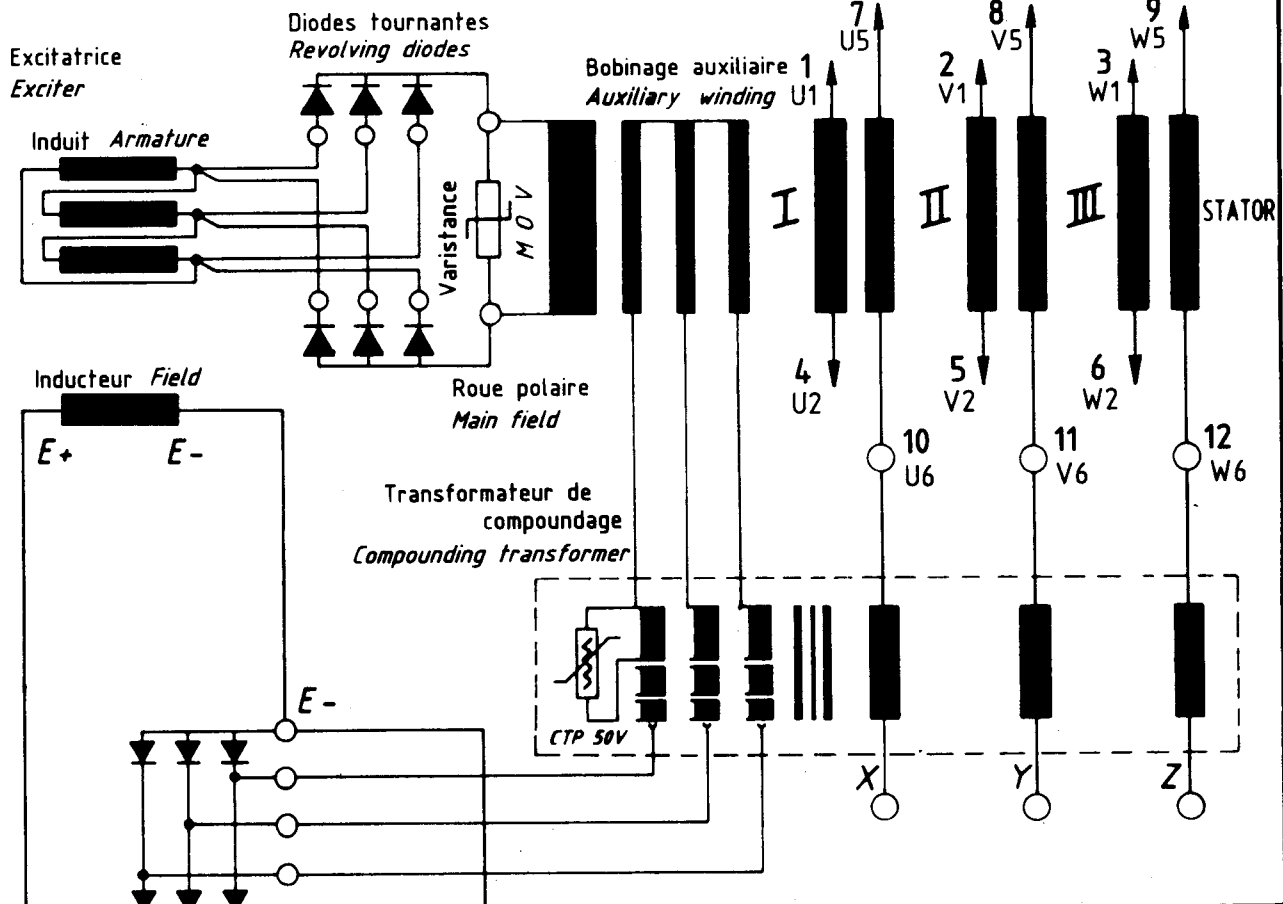 Diodes tournantes
Revolving diodes
Excitatrice
Exciter
Induit Armature
Varistance
M O V
Bobinage auxiliaire
Auxiliary winding
1
U1
7
U5
2
V1
8
V5
3
W1
9
W5
I
II
III
STATOR
4
U2
5
V2
6
W2
Inducteur Field
E+
E-
Roue polaire
Main field
10
U6
11
V6
12
W6
Transformateur de
compoundage
Compounding transformer
E-
CTP 50V
X
Y
Z